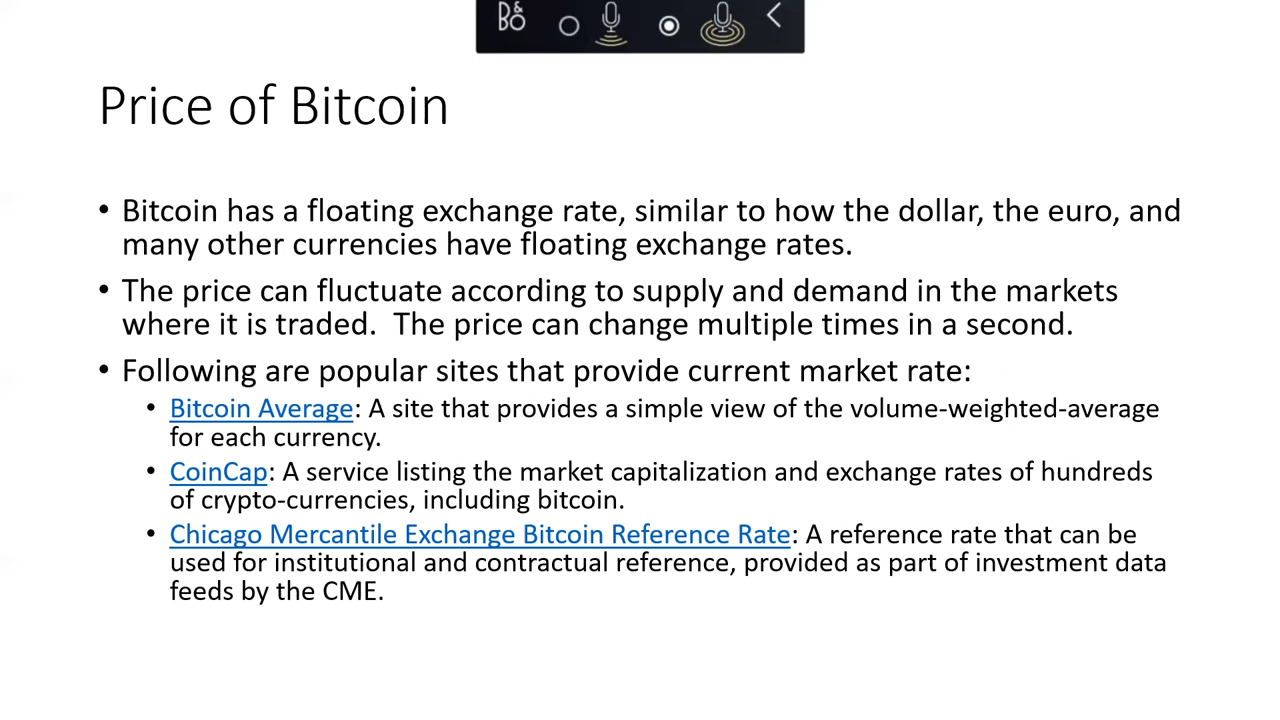 B&O
Price of Bitcoin
• Bitcoin has a floating exchange rate, similar to how the dollar, the euro, and
many other currencies have floating exchange rates.
• The price can fluctuate according to supply and demand in the markets
where it is traded.  The price can change multiple times in a second.
• Following are popular sites that provide current market rate:
• Bitcoin Average: A site that provides a simple view of the volume-weighted-average
for each currency.
• CoinCap: A service listing the market capitalization and exchange rates of hundreds
of crypto-currencies, including bitcoin.
• Chicago Mercantile Exchange Bitcoin Reference Rate: A reference rate that can be
used for institutional and contractual reference, provided as part of investment data
feeds by the CME.